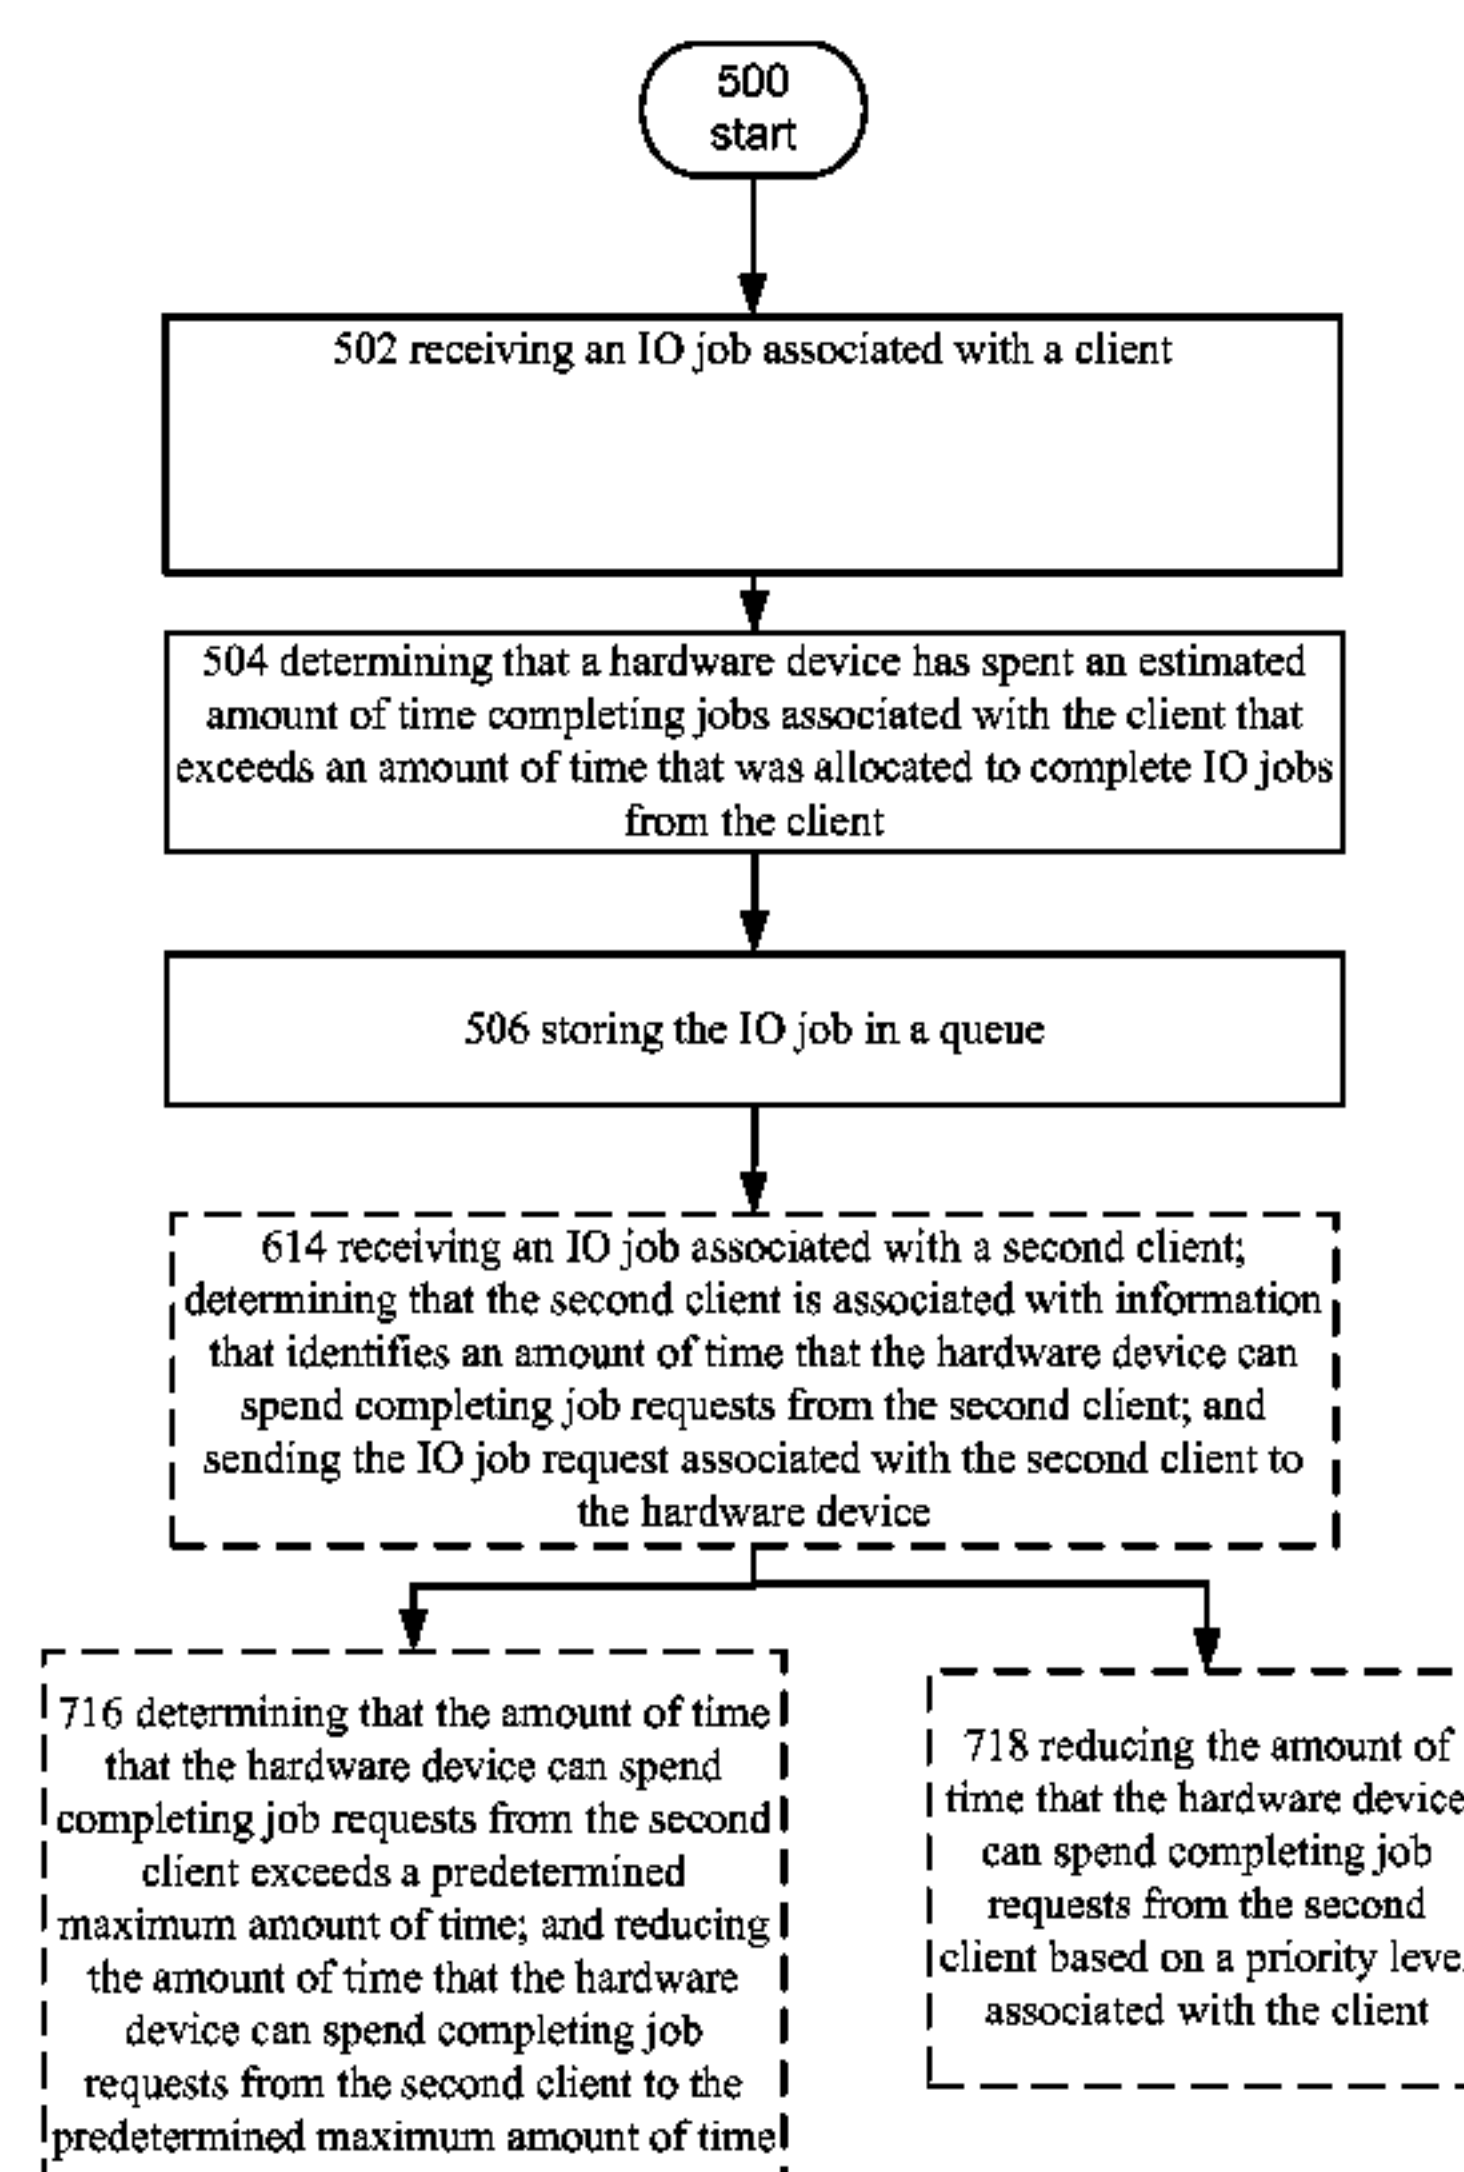 500
start
502 receiving an IO job associated with a client
504 determining that a hardware device has spent an estimated
amount of time completing jobs associated with the client that
exceeds an amount of time that was allocated to complete IO jobs
from the client
506 storing the IO job in a queue
614 receiving an IO job associated with a second client;
determining that the second client is associated with information
that identifies an amount of time that the hardware device can
spend completing job requests from the second client; and
sending the IO job request associated with the second client to
the hardware device
716 determining that the amount of time
that the hardware device can spend
completing job requests from the second
client exceeds a predetermined
maximum amount of time; and reducing
the amount of time that the hardware
device can spend completing job
requests from the second client to the
predetermined maximum amount of time
718 reducing the amount of
time that the hardware device
can spend completing job
requests from the second
client based on a priority level
associated with the client